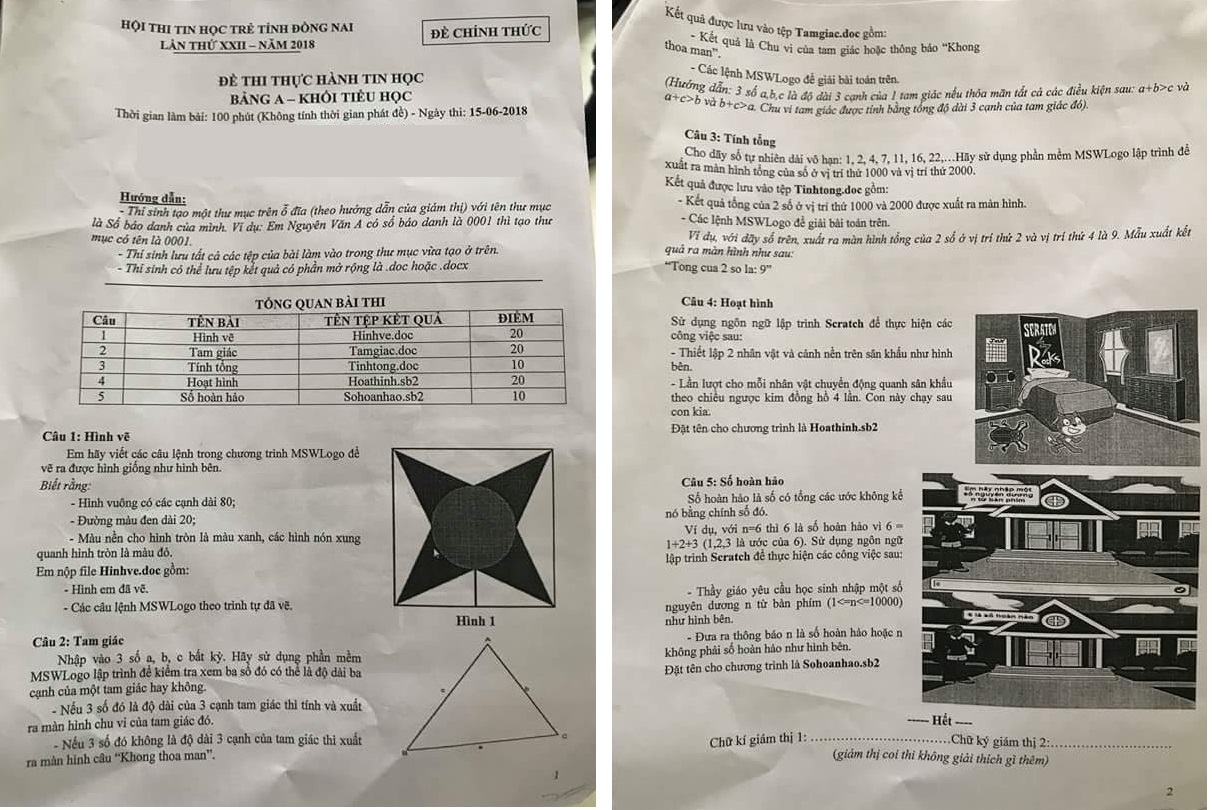 HỘI THI TIN HỌC TRẺ TỈNH ĐỒNG NAI
LẦN THỨ XXII – NĂM 2018
ĐỀ CHÍNH THỨC
ĐỀ THI THỰC HÀNH TIN HỌC
BẢNG A – KHỐI TIỂU HỌC
Thời gian làm bài: 100 phút (Không tính thời gian phát đề) - Ngày thi: 15-06-2018
Hướng dẫn:
- Thí sinh tạo một thư mục trên ổ đĩa (theo hướng dẫn của giám thị) với tên thư mục
là Số báo danh của mình. Ví dụ: Em Nguyên Văn A có số báo danh là 0001 thì tạo thư
mục có tên là 0001.
- Thí sinh lưu tất cả các tệp của bài làm vào trong thư mục vừa tạo ở trên.
- Thí sinh có thể lưu tệp kết quả có phần mở rộng là .doc hoặc .docx
TỔNG QUAN BÀI THI
Câu TÊN BÀI TÊN TỆP KẾT QUẢ ĐIỂM
1 Hình vẽ Hinhve.doc 20
2 Tam giác Tamgiac.doc 20
3 Tính tổng Tinhtong.doc 10
4 Hoạt hình Hoathinh.sb2 20
5 Số hoàn hảo Sohoanhao.sb2 10
Câu 1: Hình vẽ
Em hãy viết các câu lệnh trong chương trình MSWLogo để
vẽ ra được hình giống như hình bên.
Biết rằng:
- Hình vuông có các cạnh dài 80;
- Đường màu đen dài 20;
- Màu nền cho hình tròn là màu xanh, các hình nón xung
quanh hình tròn là màu đỏ.
Em nộp file Hinhve.doc gồm:
- Hình em đã vẽ.
- Các câu lệnh MSWLogo theo trình tự đã vẽ.
Hình 1
Câu 2: Tam giác
Nhập vào 3 số a, b, c bất kỳ. Hãy sử dụng phần mềm
MSWLogo lập trình để kiểm tra xem ba số đó có thể là độ dài ba
cạnh của một tam giác hay không.
- Nếu 3 số đó là độ dài của 3 cạnh tam giác thì tính và xuất
ra màn hình chu vi của tam giác đó.
- Nếu 3 số đó không là độ dài 3 cạnh của tam giác thì xuất
ra màn hình câu “Khong thoa man”.
A
B
C
1
Kết quả được lưu vào tệp Tamgiac.doc gồm:
- Kết quả là Chu vi của tam giác hoặc thông báo “Khong
thoa man”.
- Các lệnh MSWLogo để giải bài toán trên.
(Hướng dẫn: 3 số a,b,c là độ dài 3 cạnh của 1 tam giác nếu thỏa mãn tất cả các điều kiện sau: a+b>c và
a+c>b và b+c>a. Chu vi tam giác được tính bằng tổng độ dài 3 cạnh của tam giác đó).
Câu 3: Tính tổng
Cho dãy số tự nhiên dài vô hạn: 1, 2, 4, 7, 11, 16, 22,…Hãy sử dụng phần mềm MSWLogo lập trình để
xuất ra màn hình tổng của số ở vị trí thứ 1000 và vị trí thứ 2000.
Kết quả được lưu vào tệp Tinhtong.doc gồm:
- Kết quả tổng của 2 số ở vị trí thứ 1000 và 2000 được xuất ra màn hình.
- Các lệnh MSWLogo để giải bài toán trên.
Ví dụ, với dãy số trên, xuất ra màn hình tổng của 2 số ở vị trí thứ 2 và vị trí thứ 4 là 9. Mẫu xuất kết
quả ra màn hình như sau:
“Tong cua 2 so la: 9”
Câu 4: Hoạt hình
Sử dụng ngôn ngữ lập trình Scratch để thực hiện các
công việc sau:
- Thiết lập 2 nhân vật và cảnh nền trên sân khấu như hình
bên.
- Lần lượt cho mỗi nhân vật chuyển động quanh sân khấu
theo chiều ngược kim đồng hồ 4 lần. Con này chạy sau
con kia.
Đặt tên cho chương trình là Hoathinh.sb2
SCRATCH
Rocks
Câu 5: Số hoàn hảo
Số hoàn hảo là số có tổng các ước không kể
nó bằng chính số đó.
Ví dụ, với n=6 thì 6 là số hoàn hảo vì 6 =
1+2+3 (1,2,3 là ước của 6). Sử dụng ngôn ngữ
lập trình Scratch để thực hiện các công việc sau:
- Thầy giáo yêu cầu học sinh nhập một số
nguyên dương n từ bàn phím (1<=n<=10000)
như hình bên.
- Đưa ra thông báo n là số hoàn hảo hoặc n
không phải số hoàn hảo như hình bên.
Đặt tên cho chương trình là Sohoanhao.sb2
Em hãy nhập một
số nguyên dương
n từ bàn phím
6 là số hoàn hảo
----- Hết ----
Chữ kí giám thị 1: ……………………….Chữ ký giám thị 2:……………………
(giám thị coi thi không giải thích gì thêm)
2